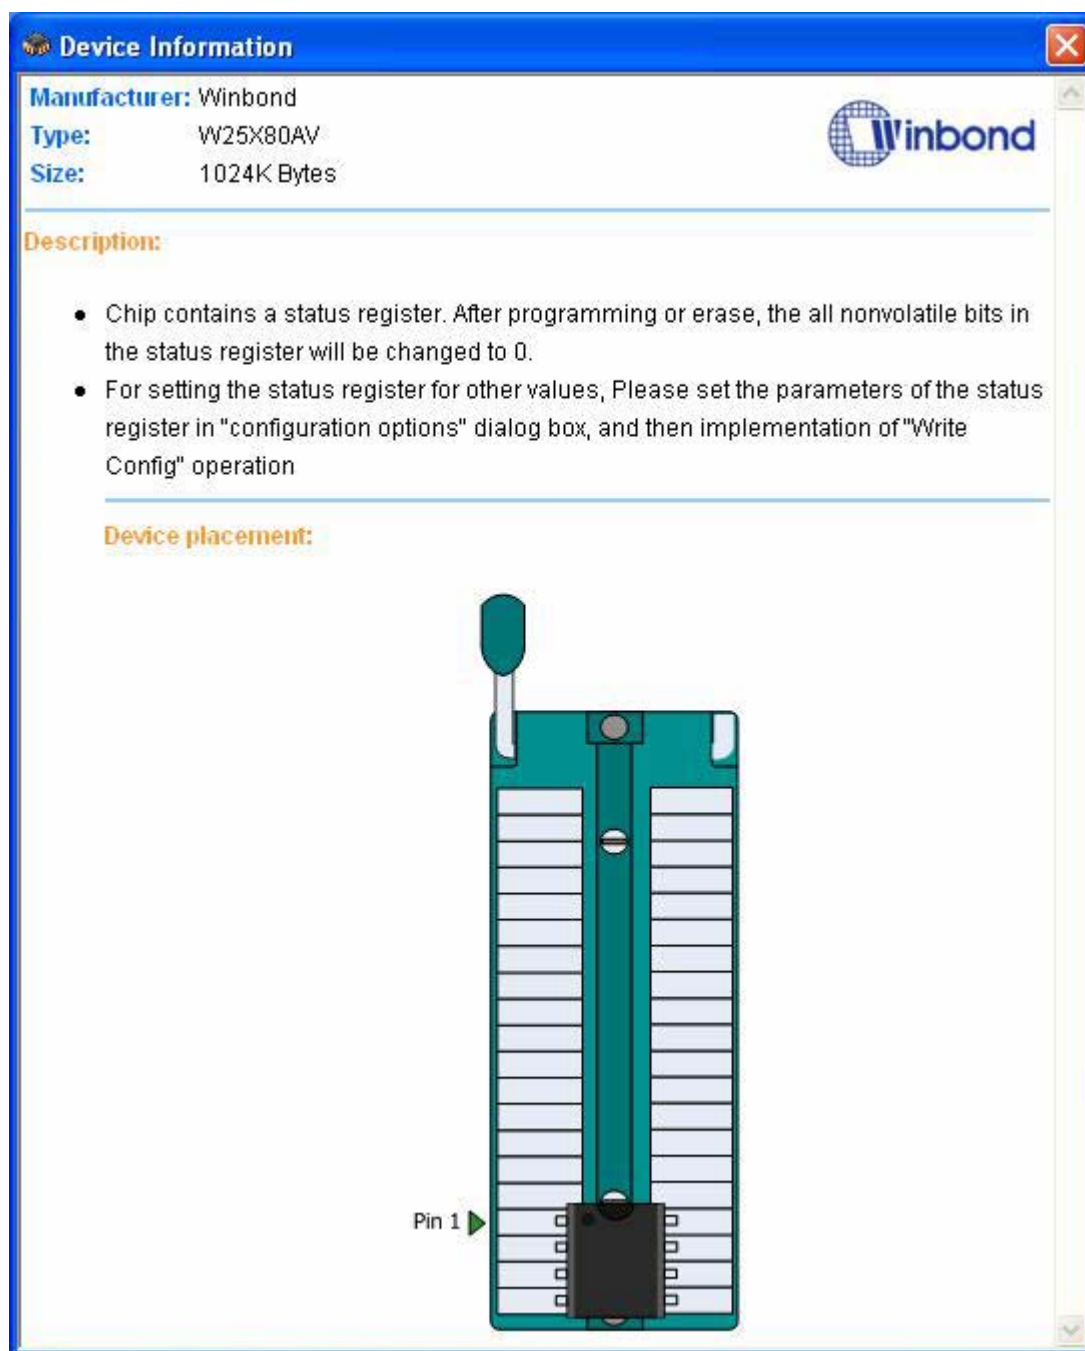 Device Information
Manufacturer: Winbond
Winbond
Type: W25X80AV
Size: 1024K Bytes
Description:
● Chip contains a status register. After programming or erase, the all nonvolatile bits in
the status register will be changed to 0.
● For setting the status register for other values, Please set the parameters of the status
register in "configuration options" dialog box, and then implementation of "Write
Config" operation
Device placement:
Pin 1